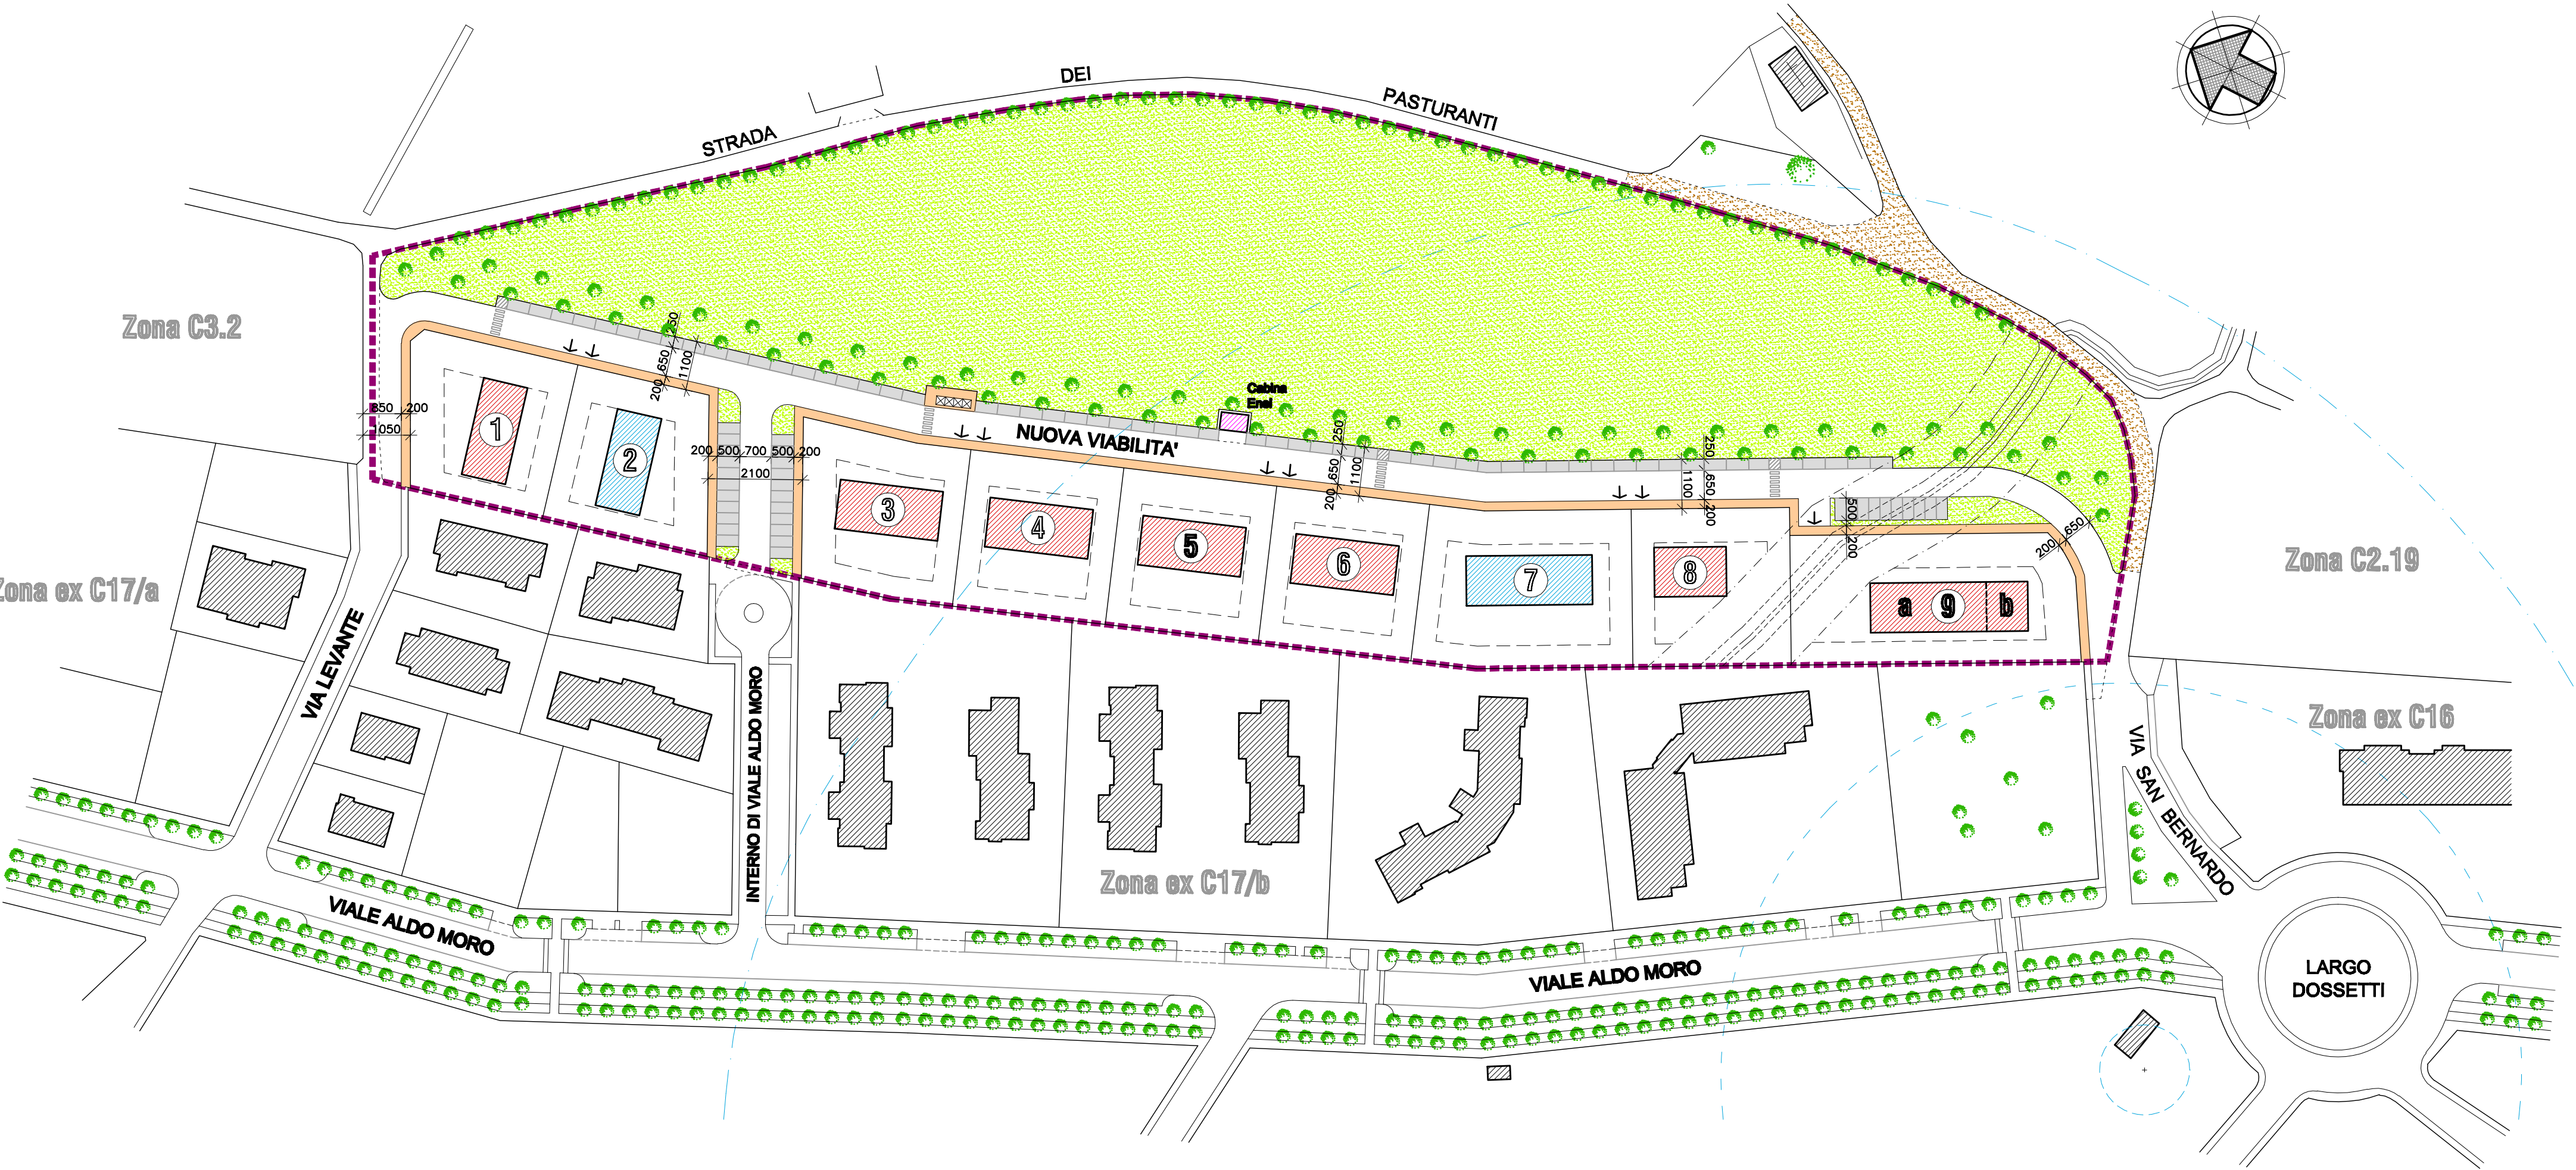 STRADA
DEI
PASTURANTI
Zona C3.2
250
650
1100
200
850
200
1050
1
2
Cabina
Enel
NUOVA VIABILITA'
200
500
700
500
200
2100
3
4
5
6
7
8
a
9
b
250
650
1100
200
250
650
1100
200
500
200
200
650
Zona ex C17/a
Zona C2.19
VIA LEVANTE
INTERNO DI VIALE ALDO MORO
Zona ex C16
VIA SAN BERNARDO
Zona ex C17/b
VIALE ALDO MORO
VIALE ALDO MORO
LARGO
DOSSETTI